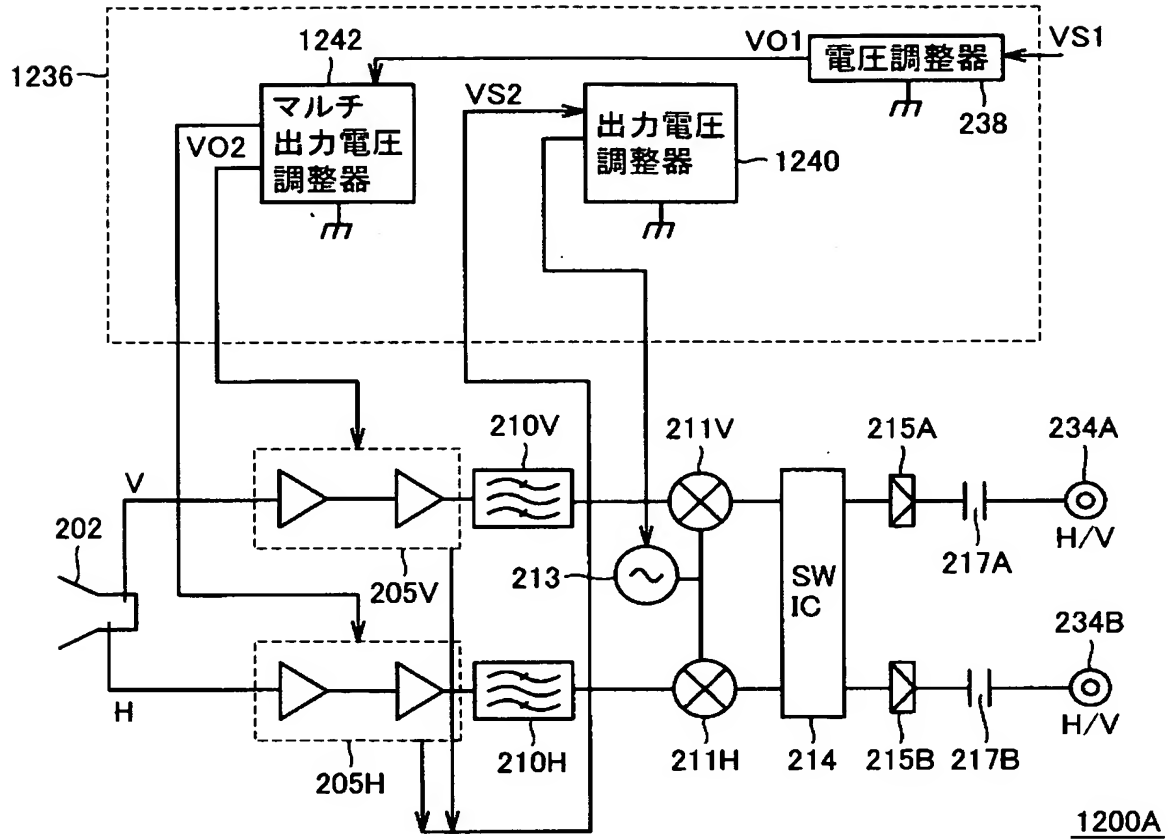 1242
VO1
電圧調整器
VS1
1236
238
マルチ
出力電圧
調整器
VO2
VS2
出力電圧
調整器
1240
210V
211V
215A
234A
V
H/V
202
205V
213
SW
IC
217A
234B
H
H/V
205H
210H
211H
214
215B
217B
1200A